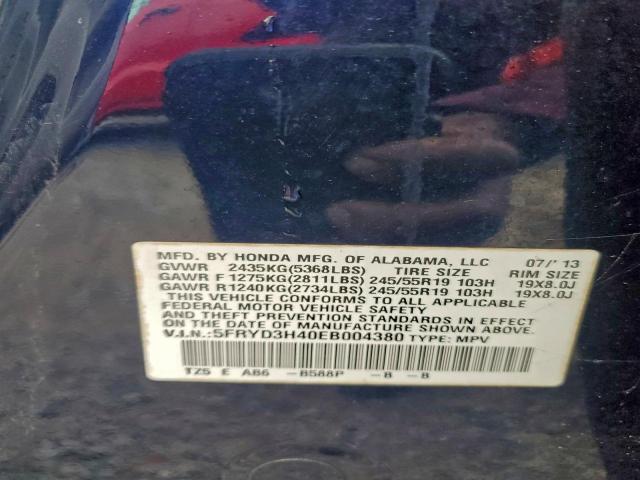 MFD. BY HONDA MFG. OF ALABAMA, LLC 07/'13
GVWR 2435KG(5368LBS) TIRE SIZE RIM SIZE
GAWR F 1275KG(2811LBS) 245/55R19 103H 19X8.0J
GAWR R1240KG(2734LBS) 245/55R19 103H 19X8.0J
THIS VEHICLE CONFORMS TO ALL APPLICABLE
FEDERAL MOTOR VEHICLE SAFETY
AND THEFT PREVENTION STANDARDS IN EFFECT
ON THE DATE OF MANUFACTURE SHOWN ABOVE.
V.I.N.:5FRYD3H40EB004380 TYPE: MPV
TZ5 E AB6 -B588P -B -B